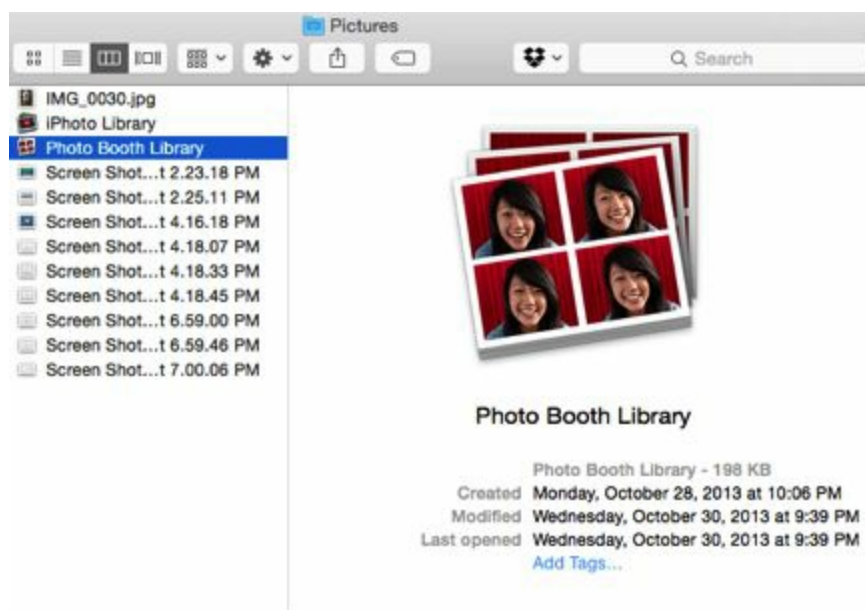 Pictures
Search
IMG_0030.jpg
iPhoto Library
Photo Booth Library
Screen Shot...t 2.23.18 PM
Screen Shot...t 2.25.11 PM
Screen Shot...t 4.16.18 PM
Screen Shot...t 4.18.07 PM
Screen Shot...t 4.18.33 PM
Screen Shot...t 4.18.45 PM
Screen Shot...t 6.59.00 PM
Screen Shot...t 6.59.46 PM
Screen Shot...t 7.00.06 PM
Photo Booth Library
Photo Booth Library - 198 KB
Created Monday, October 28, 2013 at 10:06 PM
Modified Wednesday, October 30, 2013 at 9:39 PM
Last opened Wednesday, October 30, 2013 at 9:39 PM
Add Tags...